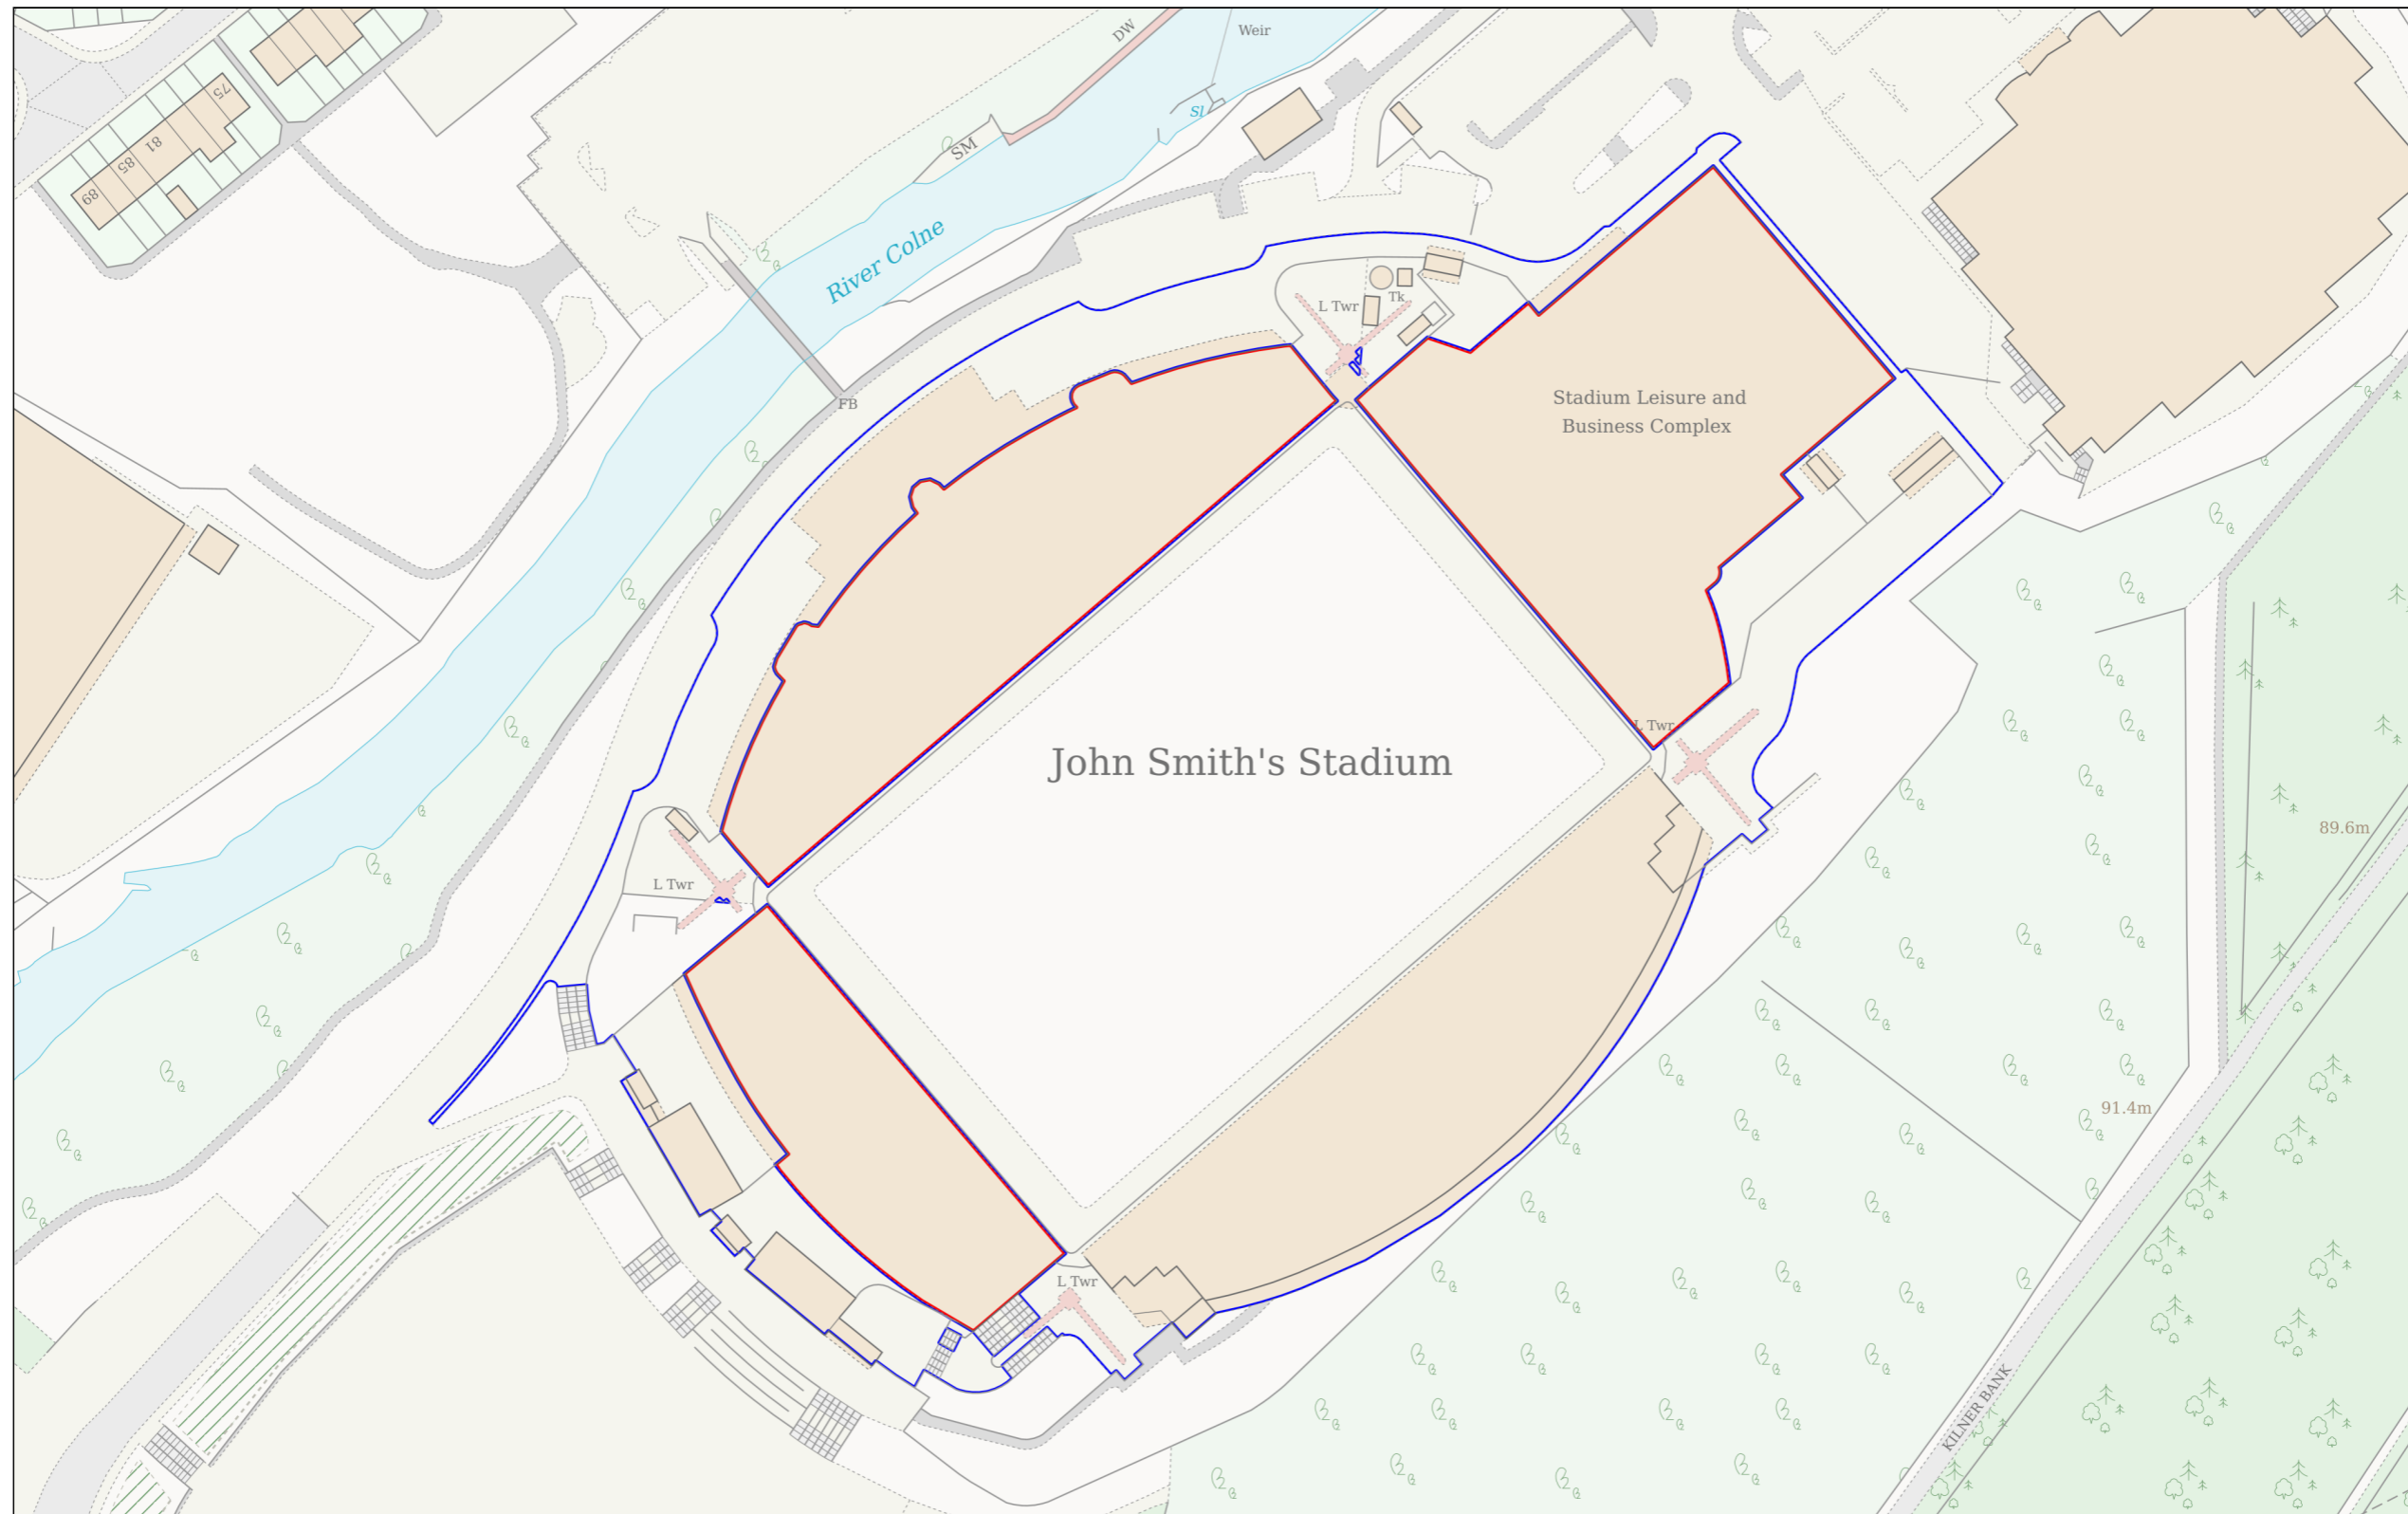 DW
Weir
75
Sl
81
SM
85
89
River Colne
L Twr
Tk
FB
Stadium Leisure and
Business Complex
L Twr
John Smith's Stadium
89.6m
L Twr
91.4m
L Twr
KILNER BANK